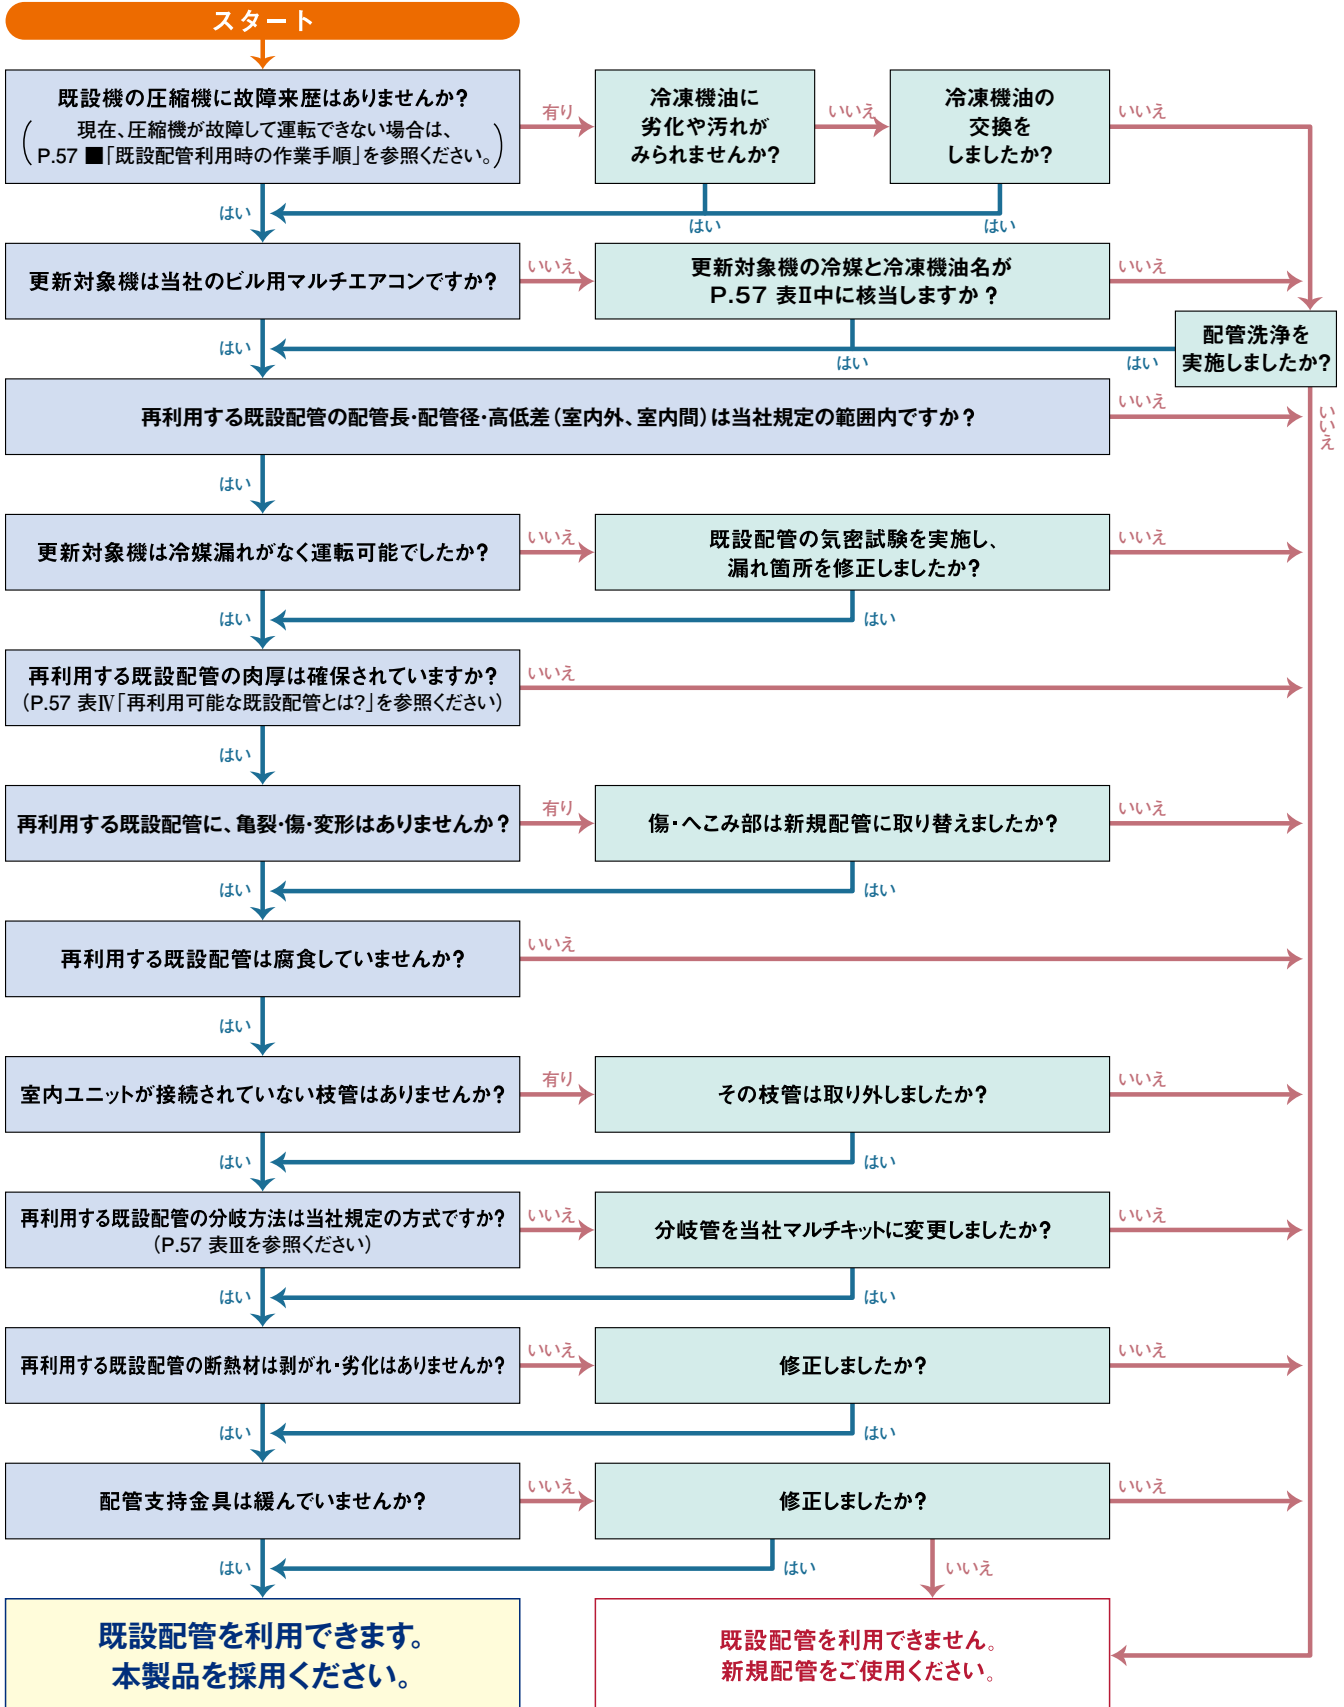 スタート
既設機の圧縮機に故障来歴はありませんか?
(現在、圧縮機が故障して運転できない場合は、
P.57 ■「既設配管利用時の作業手順」を参照ください。)
有り
冷凍機油に
劣化や汚れが
みられませんか?
いいえ
冷凍機油の
交換を
しましたか?
いいえ
はい
はい
はい
更新対象機は当社のビル用マルチエアコンですか?
いいえ
更新対象機の冷媒と冷凍機油名が
P.57 表Ⅱ中に核当しますか?
いいえ
配管洗浄を
実施しましたか?
はい
はい
はい
いいえ
再利用する既設配管の配管長・配管径・高低差(室内外、室内間)は当社規定の範囲内ですか?
いいえ
はい
更新対象機は冷媒漏れがなく運転可能でしたか?
いいえ
既設配管の気密試験を実施し、
漏れ箇所を修正しましたか?
いいえ
はい
はい
再利用する既設配管の肉厚は確保されていますか?
(P.57 表Ⅳ「再利用可能な既設配管とは?」を参照ください)
いいえ
はい
再利用する既設配管に、亀裂・傷・変形はありませんか?
有り
傷・へこみ部は新規配管に取り替えましたか?
いいえ
はい
はい
再利用する既設配管は腐食していませんか?
いいえ
はい
室内ユニットが接続されていない枝管はありませんか?
有り
その枝管は取り外しましたか?
いいえ
はい
はい
再利用する既設配管の分岐方法は当社規定の方式ですか?
(P.57 表Ⅲを参照ください)
いいえ
分岐管を当社マルチキットに変更しましたか?
いいえ
はい
はい
再利用する既設配管の断熱材は剥がれ・劣化はありませんか?
いいえ
修正しましたか?
いいえ
はい
はい
配管支持金具は緩んでいませんか?
いいえ
修正しましたか?
いいえ
はい
はい
いいえ
既設配管を利用できます。
本製品を採用ください。
既設配管を利用できません。
新規配管をご使用ください。